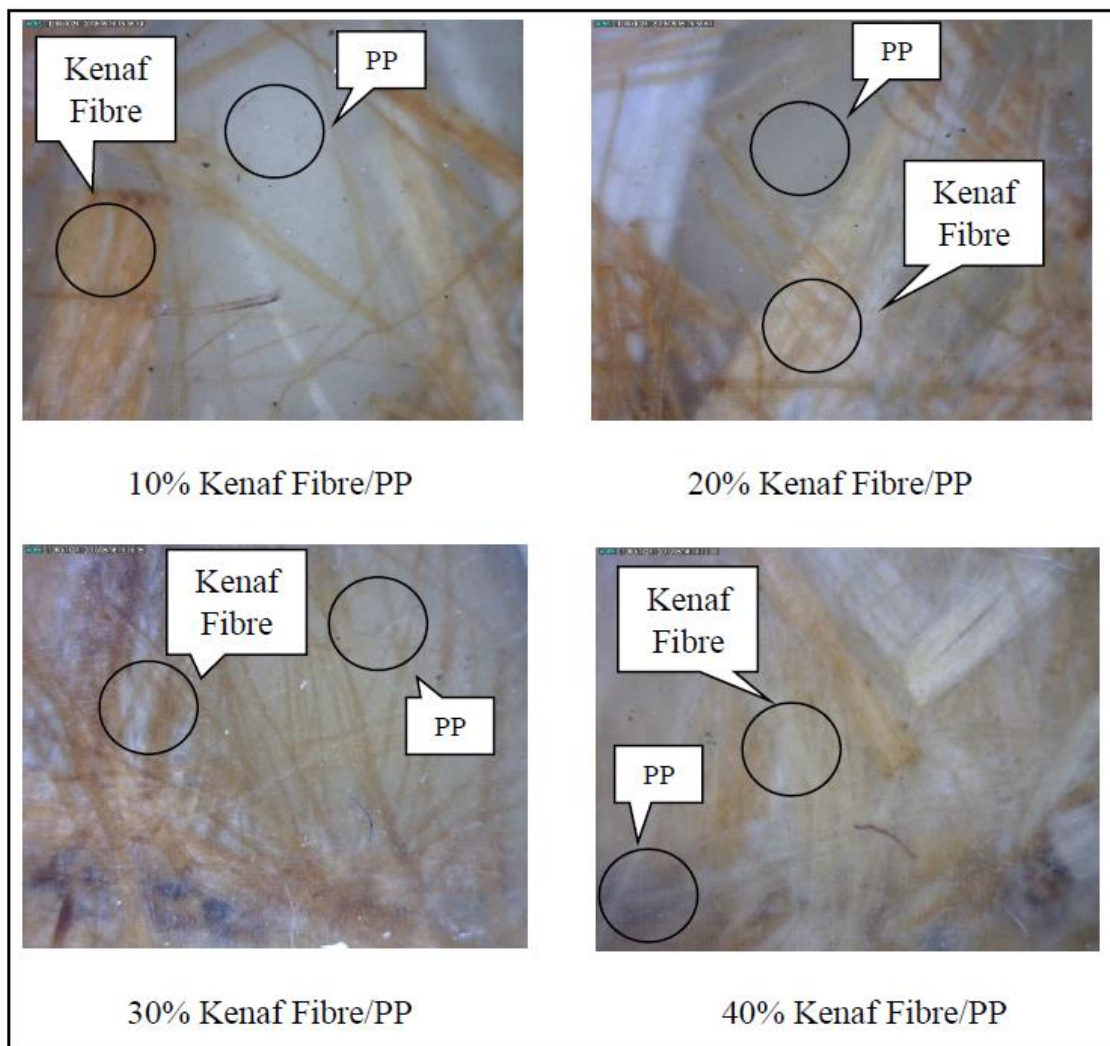 Kenaf
Fibre
PP
PP
Kenaf
Fibre
10% Kenaf Fibre/PP
20% Kenaf Fibre/PP
Kenaf
Fibre
PP
Kenaf
Fibre
PP
30% Kenaf Fibre/PP
40% Kenaf Fibre/PP